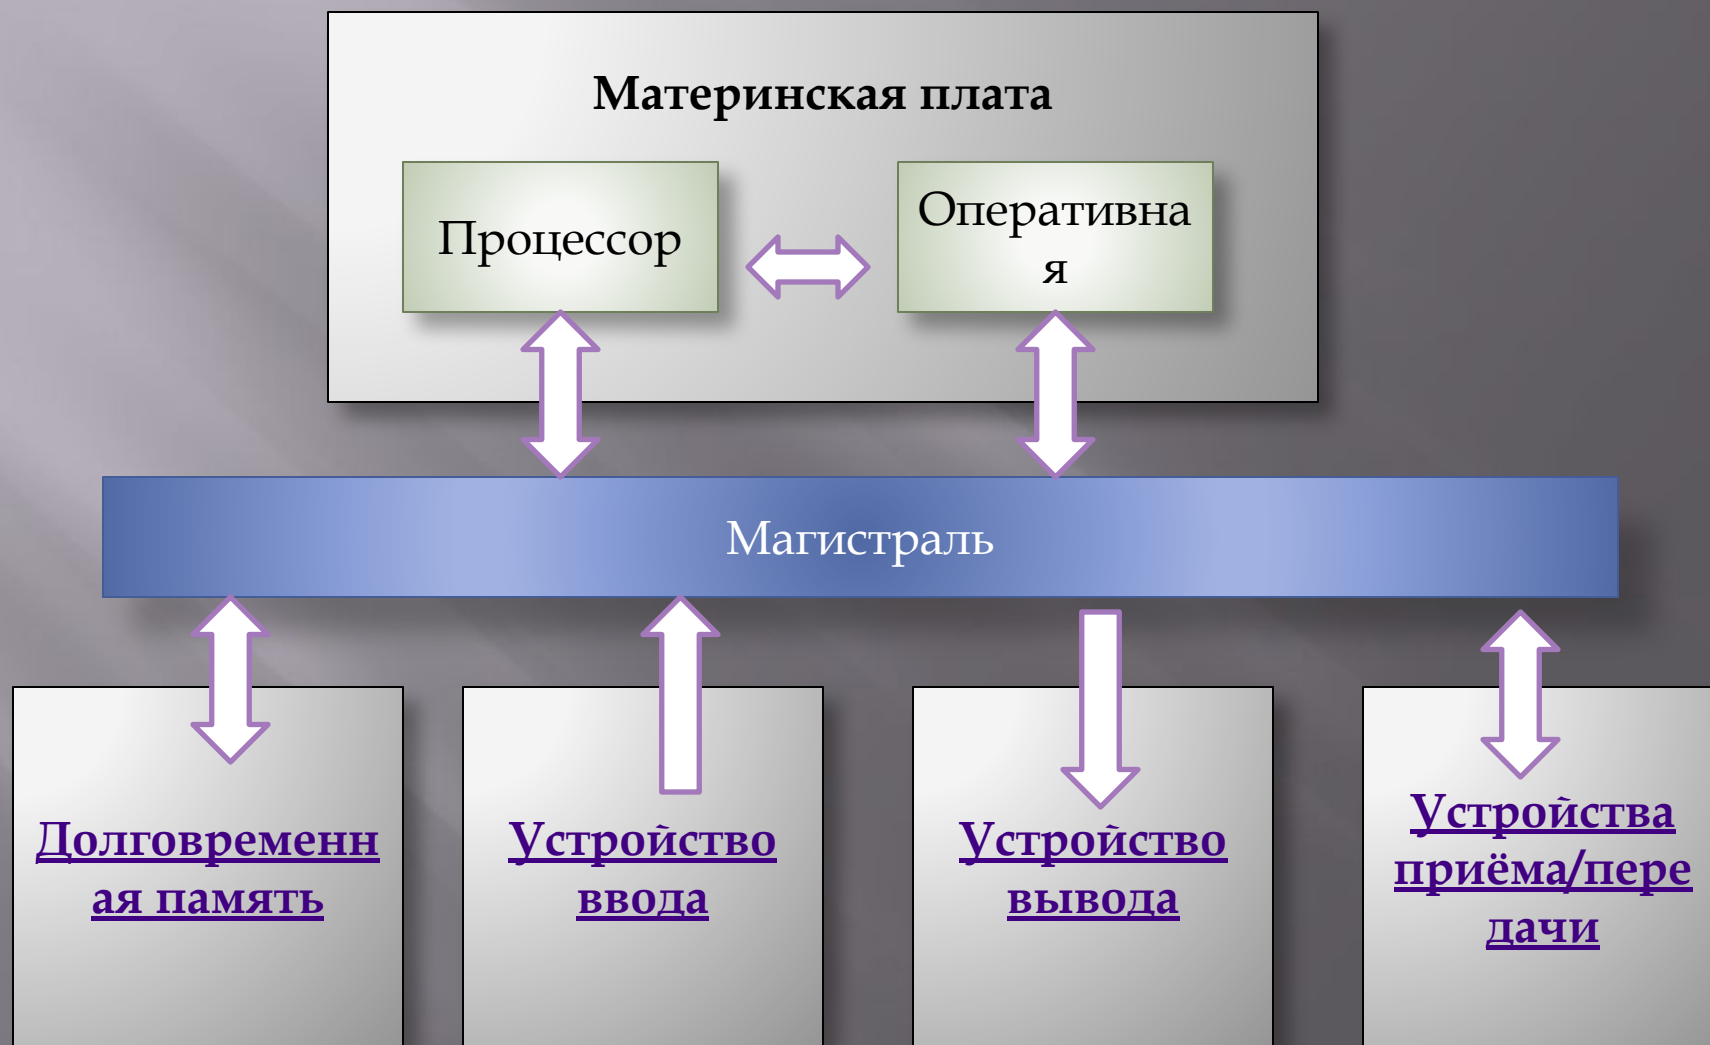 Материнская плата
Процессор
Оперативна
я
Магистраль
Долговременн
ая память
Устройство
ввода
Устройство
вывода
Устройства
приёма/пере
дачи